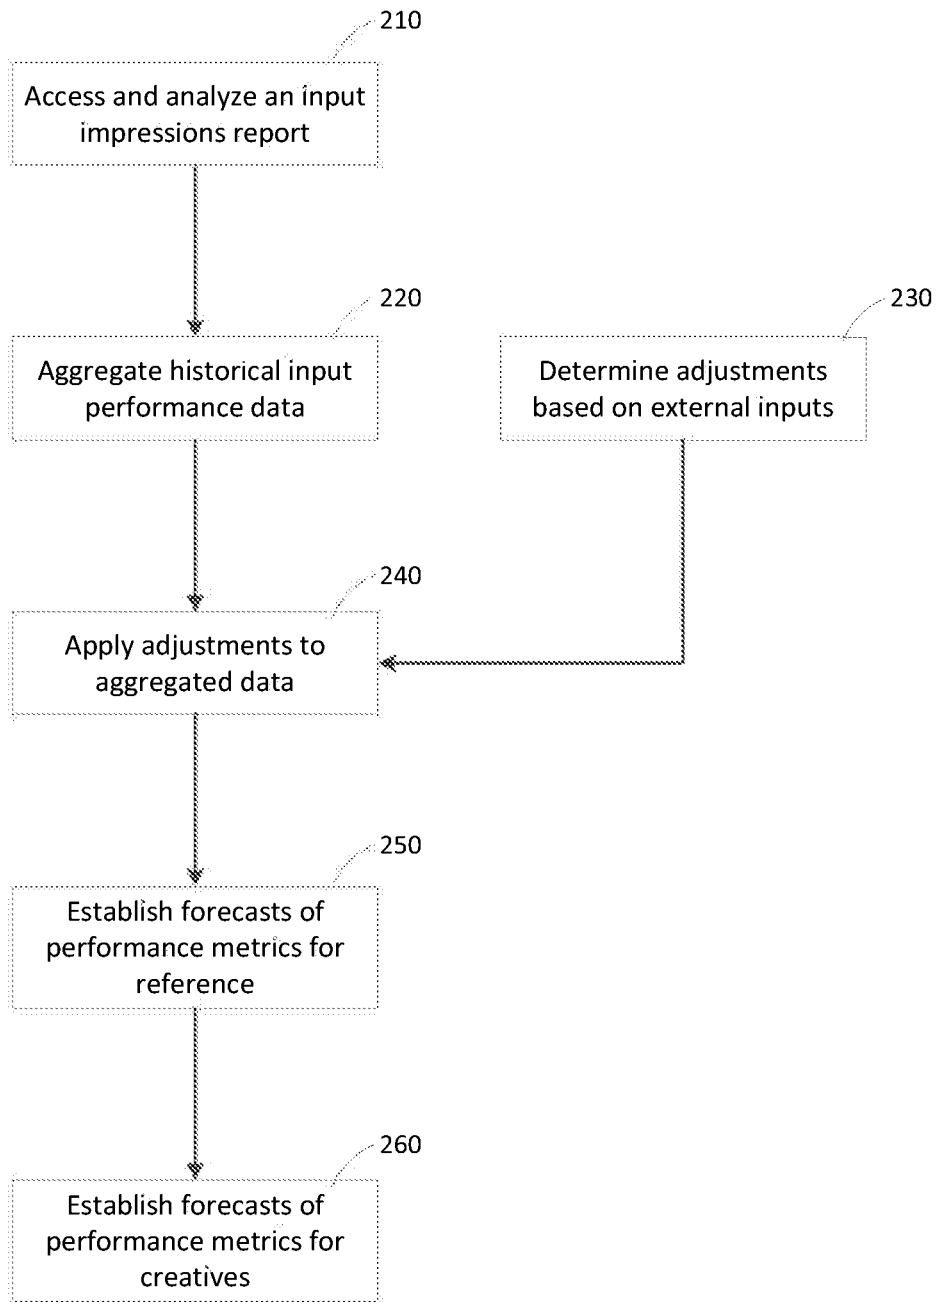 210
Access and analyze an input
impressions report
220
Aggregate historical input
performance data
230
Determine adjustments
based on external inputs
240
Apply adjustments to
aggregated data
250
Establish forecasts of
performance metrics for
reference
260
Establish forecasts of
performance metrics for
creatives